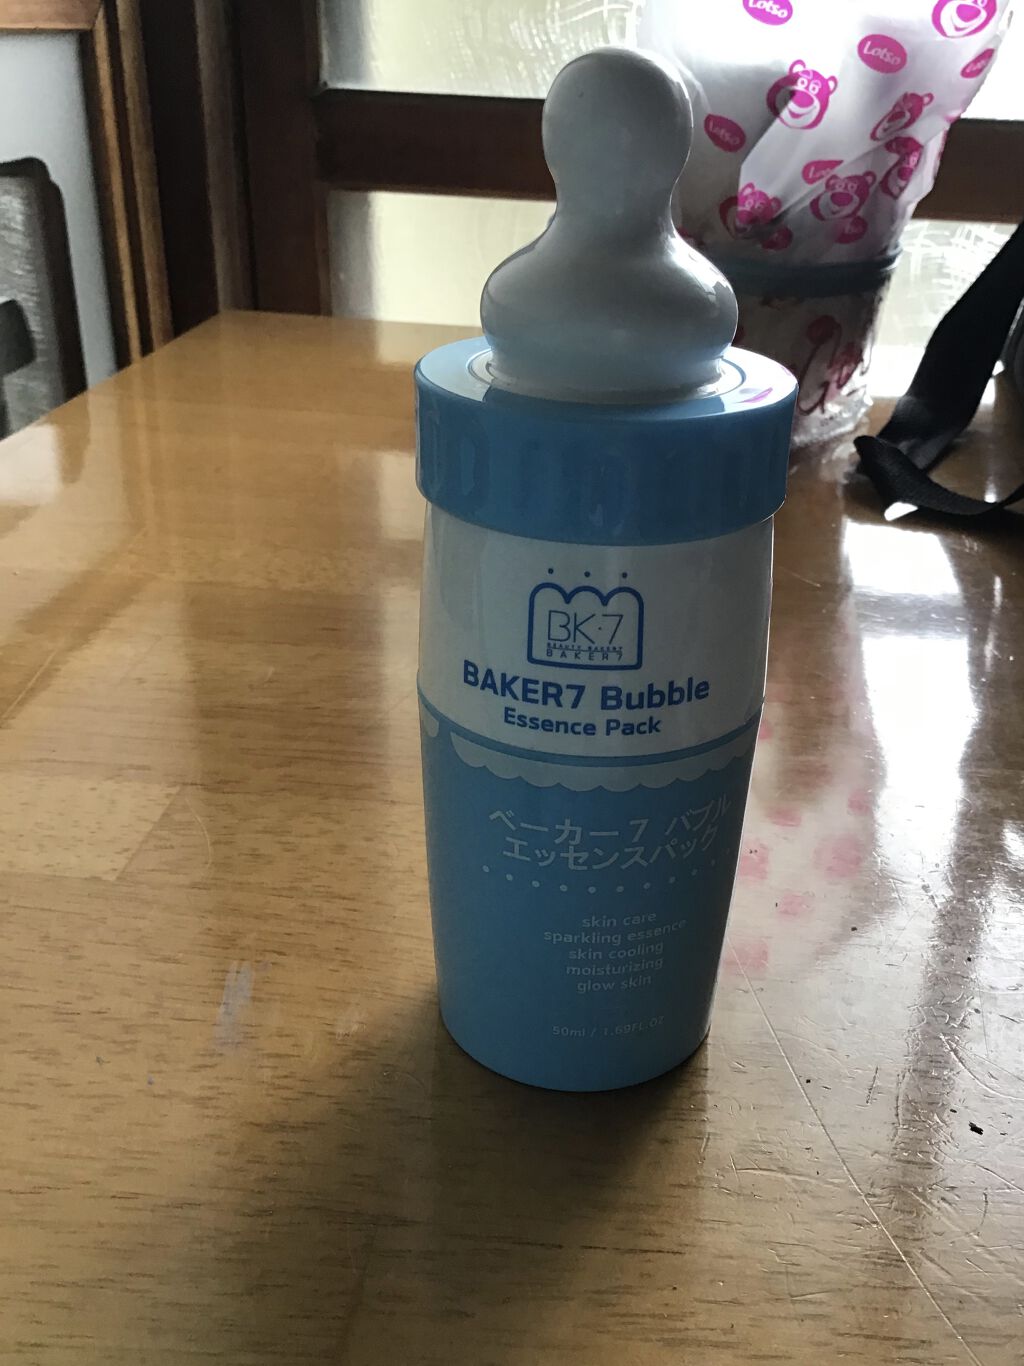 Lotso
Lotso
Lotso
BK·7
BEAUTY BAKERY
BAKER7
BAKER7 Bubble
Essence Pack
ベーカー7 バブル
エッセンスパック
skin care
sparkling essence
skin cooling
moisturizing
glow skin
50ml / 1.69FL.OZ